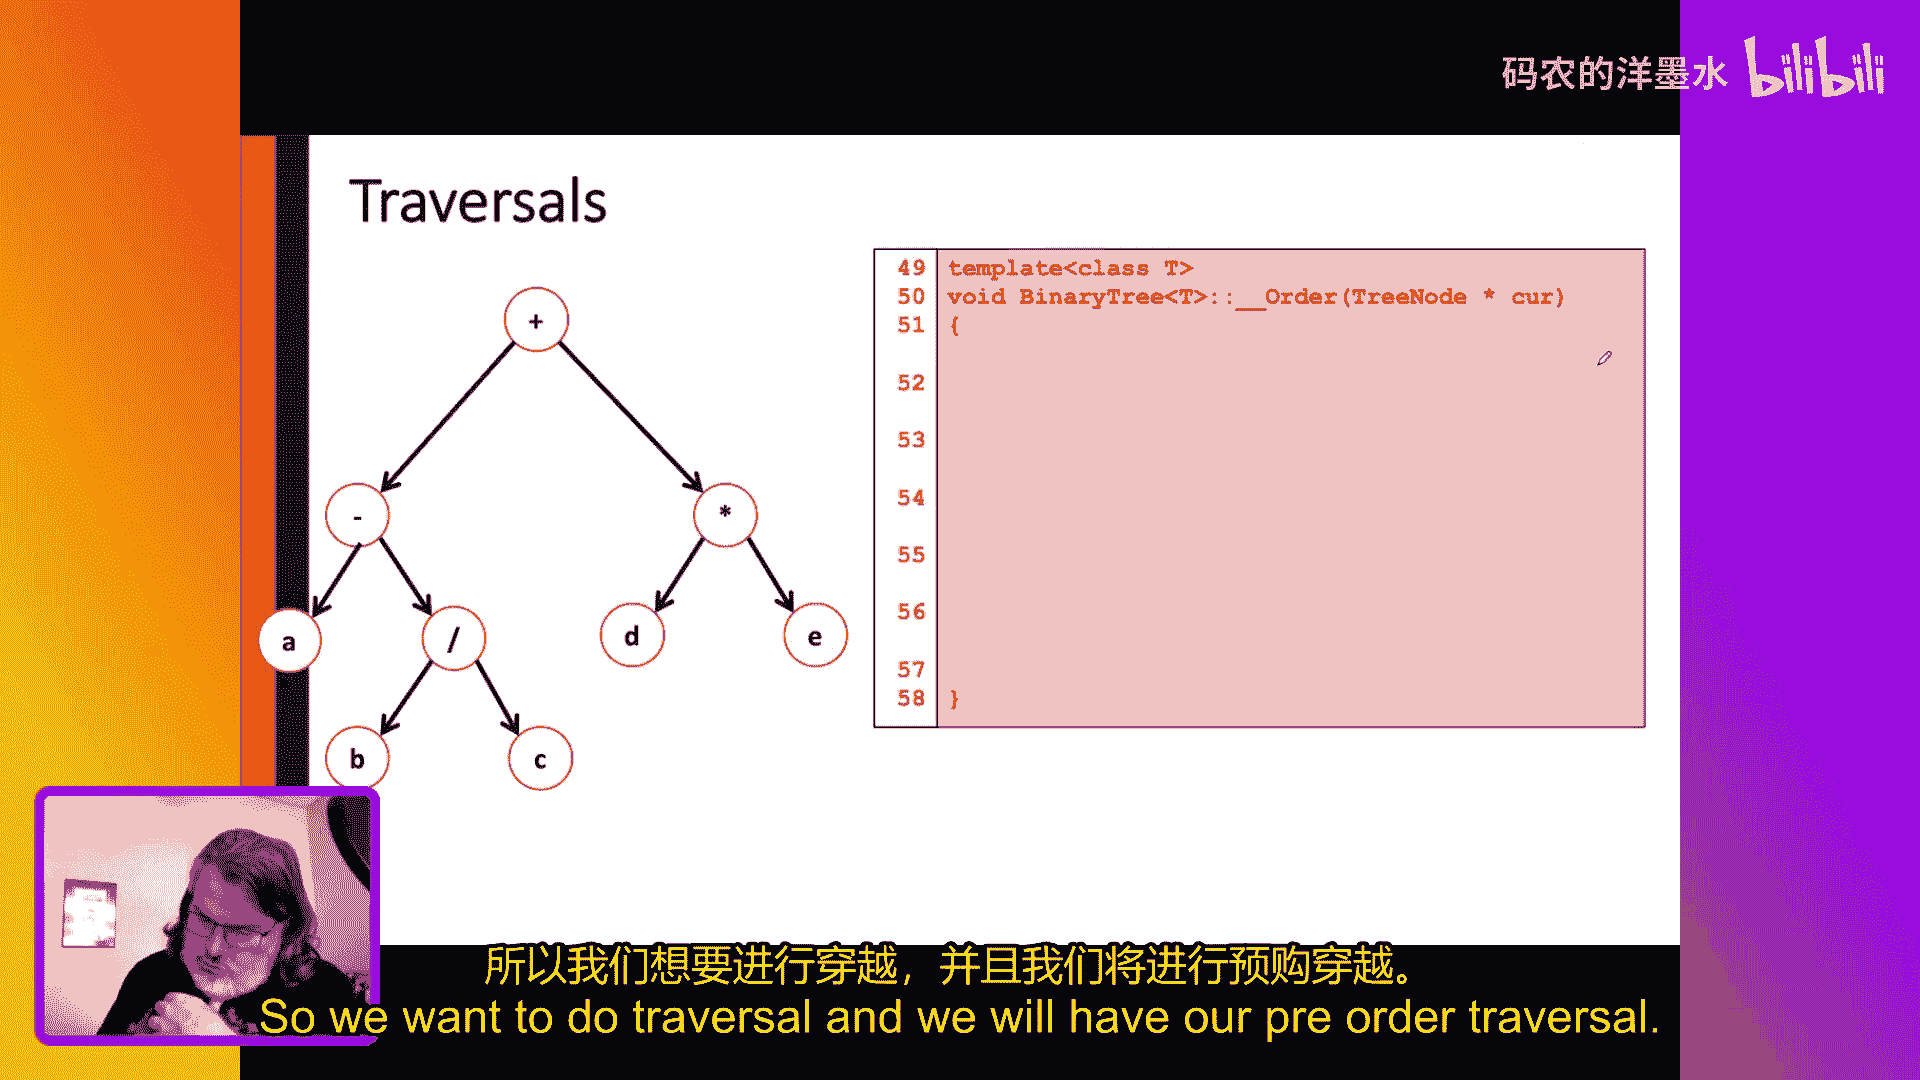 码农的洋墨水 bilibili
Traversals
+
-
*
a
/
d
e
b
c
49 template<class T>
50 void BinaryTree<T>::__Order(TreeNode * cur)
51 {
52
53
54
55
56
57
58 }
所以我们想要进行穿越，并且我们将进行预购穿越。
So we want to do traversal and we will have our pre order traversal.